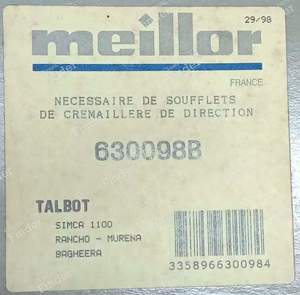 29/98
meillor
FRANCE
NECESSAIRE DE SOUFFLETS
DE CREMAILLERE DE DIRECTION
630098B
TALBOT
SIMCA 1100
RANCHO - MURENA
BAGHEERA
3358966300984